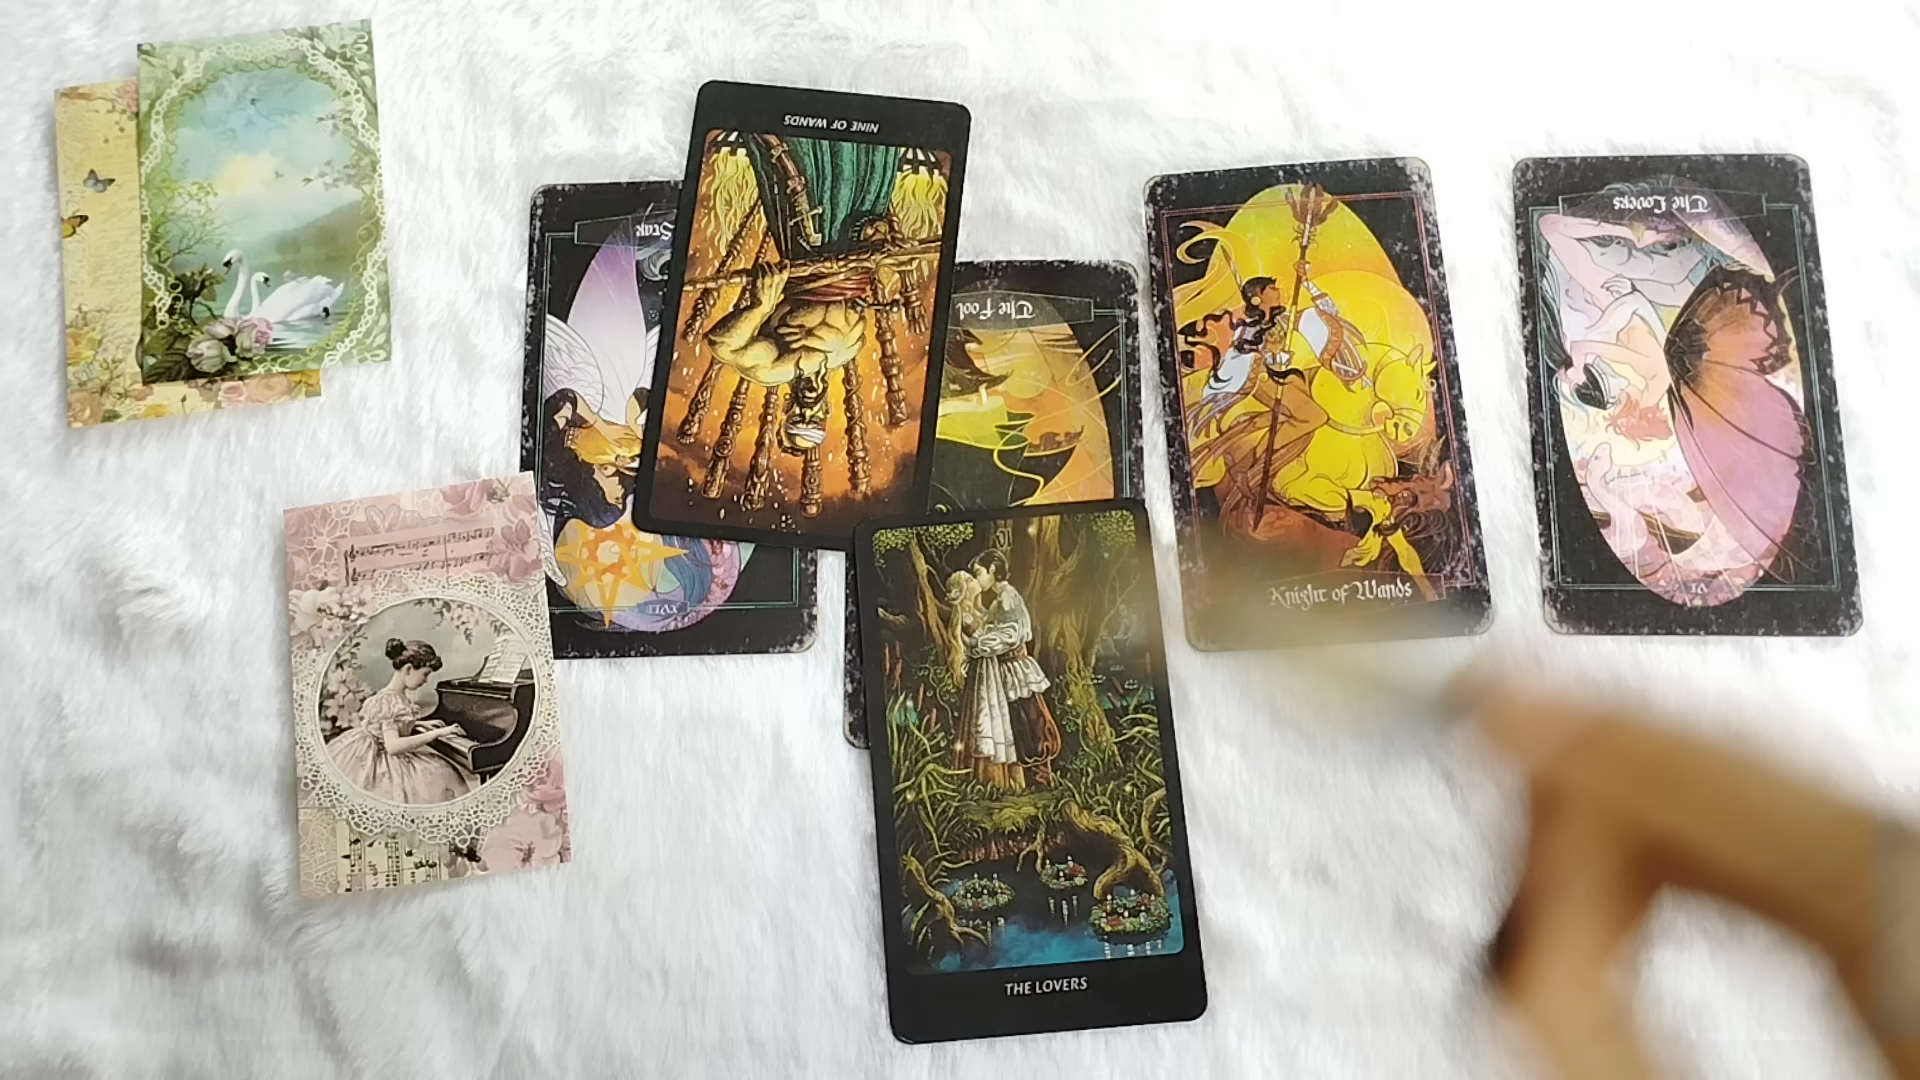 NINE OF WANDS
Star
XVII
The Fool
Knight of Wands
The Lovers
VI
THE LOVERS